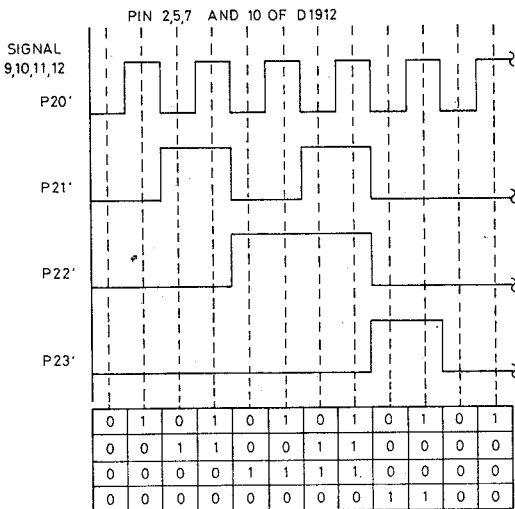 PIN 2,5,7 AND 10 OF D1912
SIGNAL
9,10,11,12
P20'
P21'
P22'
P23'
0 1 0 1 0 1 0 1 0 1 0 1
0 0 1 1 0 0 1 1 0 0 0 0
0 0 0 0 1 1 1 1 0 0 0 0
0 0 0 0 0 0 0 0 1 1 0 0